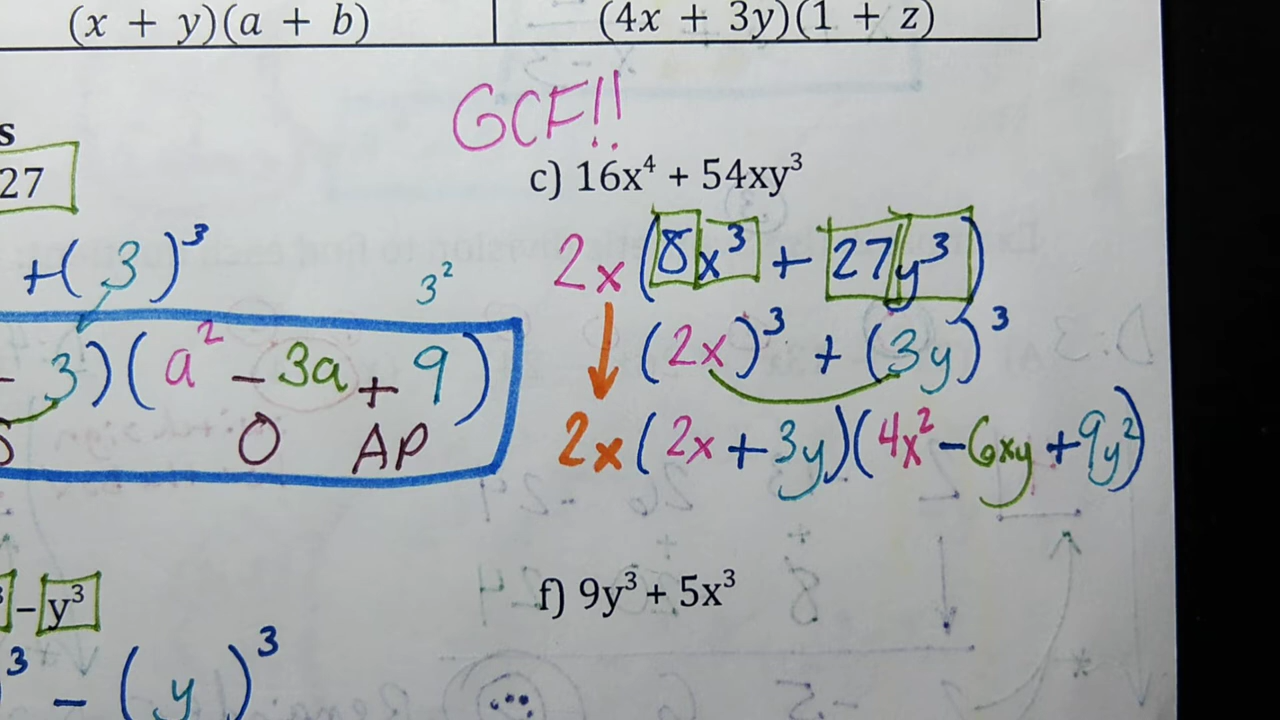 (x + y)(a + b)
(4x + 3y)(1 + z)
GCF!!
s
27
c) 16x⁴ + 54xy³
+(3)³
3²
2x(8x³ + 27y³)
(2x)³ + (3y)³
3)(a² - 3a + 9)
O AP
2x(2x + 3y)(4x² - 6xy + 9y²)
- y³
f) 9y³ + 5x³
³ - (y)³